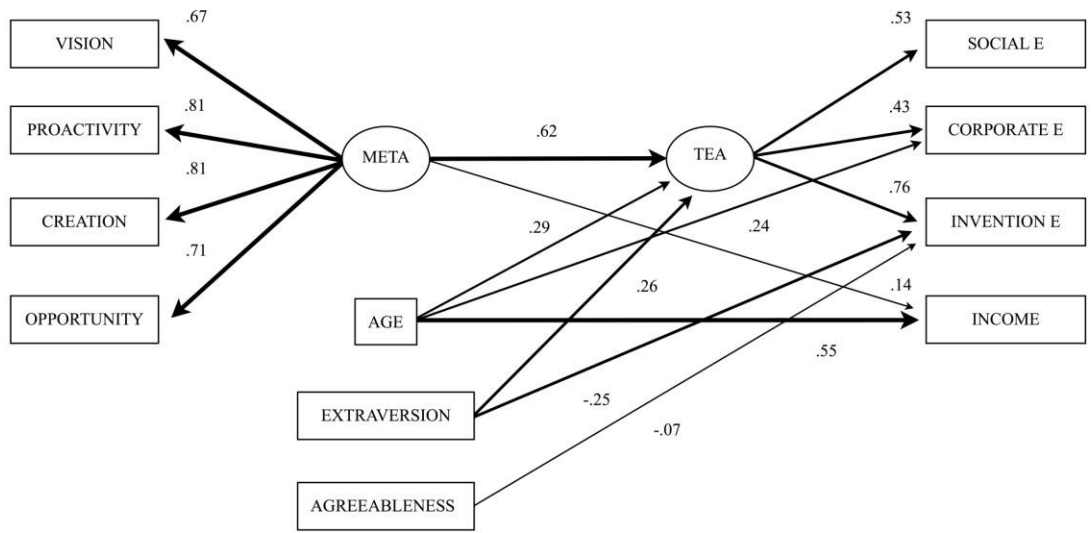 .67
.53
VISION
SOCIAL E
.81
.43
PROACTIVITY
.62
CORPORATE E
META
TEA
.81
.76
CREATION
.29
.24
INVENTION E
.71
.26
.14
OPPORTUNITY
AGE
INCOME
.55
EXTRAVERSION
-.25
-.07
AGREEABLENESS